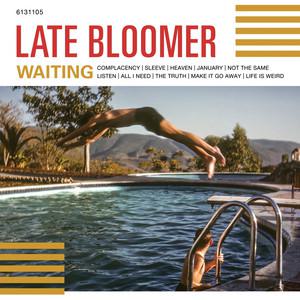 6131105
LATE BLOOMER
WAITING
COMPLACENCY | SLEEVE | HEAVEN | JANUARY | NOT THE SAME
LISTEN | ALL I NEED | THE TRUTH | MAKE IT GO AWAY | LIFE IS WEIRD